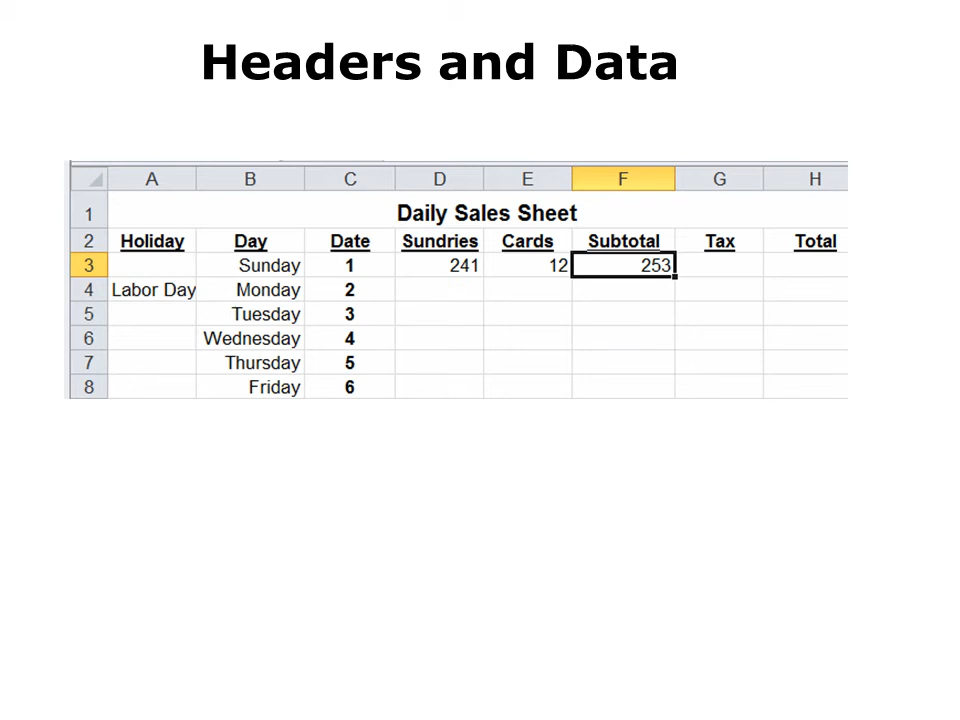 Headers and Data
A B C D E F G H
1 Daily Sales Sheet
2 Holiday Day Date Sundries Cards Subtotal Tax Total
3 Sunday 1 241 12 253
4 Labor Day Monday 2
5 Tuesday 3
6 Wednesday 4
7 Thursday 5
8 Friday 6